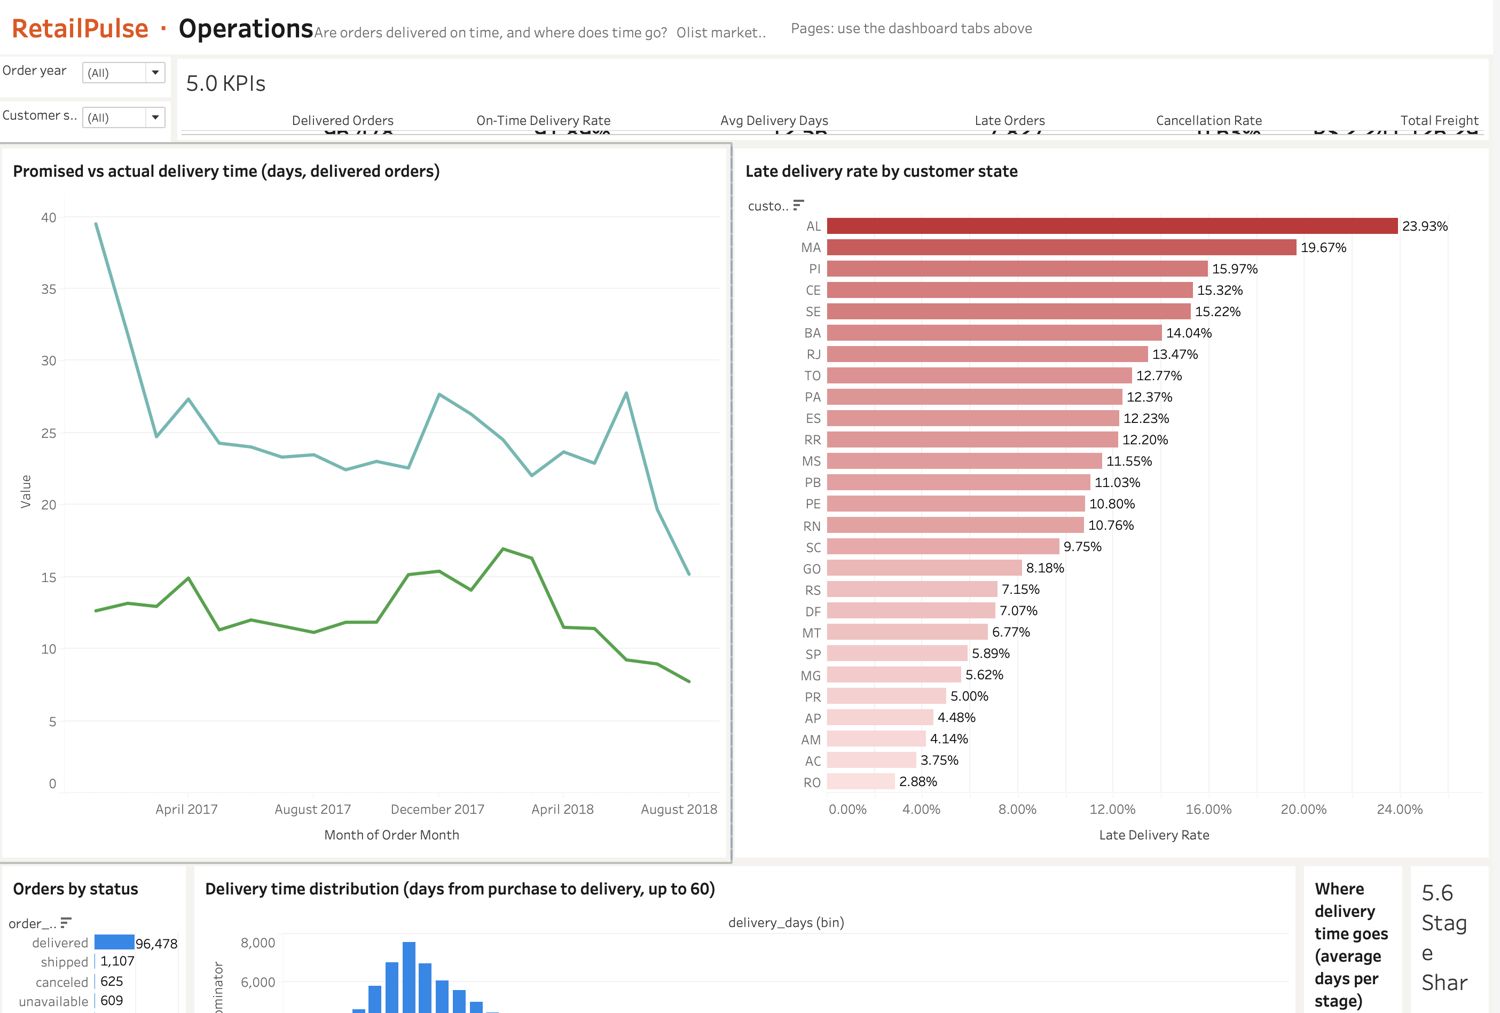 RetailPulse · Operations Are orders delivered on time, and where does time go? Olist market.. Pages: use the dashboard tabs above
Order year (All)
Customer s.. (All)
5.0 KPIs
Delivered Orders On-Time Delivery Rate Avg Delivery Days Late Orders Cancellation Rate Total Freight
Promised vs actual delivery time (days, delivered orders)
40
35
30
25
20
15
10
5
0
Value
April 2017 August 2017 December 2017 April 2018 August 2018
Month of Order Month
Late delivery rate by customer state
custo..
AL 23.93%
MA 19.67%
PI 15.97%
CE 15.32%
SE 15.22%
BA 14.04%
RJ 13.47%
TO 12.77%
PA 12.37%
ES 12.23%
RR 12.20%
MS 11.55%
PB 11.03%
PE 10.80%
RN 10.76%
SC 9.75%
GO 8.18%
RS 7.15%
DF 7.07%
MT 6.77%
SP 5.89%
MG 5.62%
PR 5.00%
AP 4.48%
AM 4.14%
AC 3.75%
RO 2.88%
0.00% 4.00% 8.00% 12.00% 16.00% 20.00% 24.00%
Late Delivery Rate
Orders by status
order_..
delivered 96,478
shipped 1,107
canceled 625
unavailable 609
Delivery time distribution (days from purchase to delivery, up to 60)
delivery_days (bin)
8,000
6,000
ominator
Where
delivery
time goes
(average
days per
stage)
5.6
Stag
e
Shar